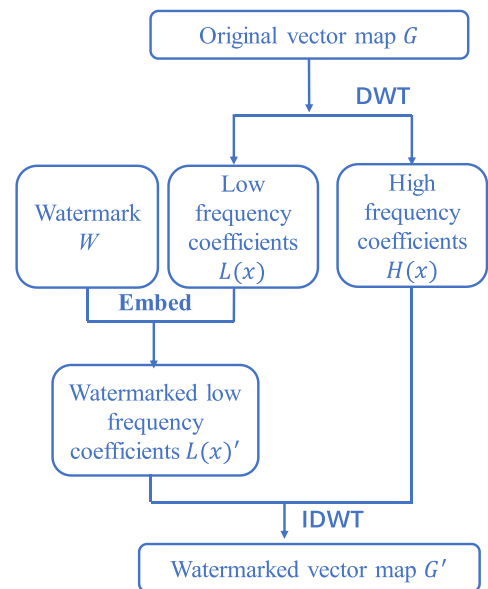 Original vector map G
DWT
Watermark
W
Low
frequency
coefficients
L(x)
High
frequency
coefficients
H(x)
Embed
Watermarked low
frequency
coefficients L(x)′
IDWT
Watermarked vector map G′